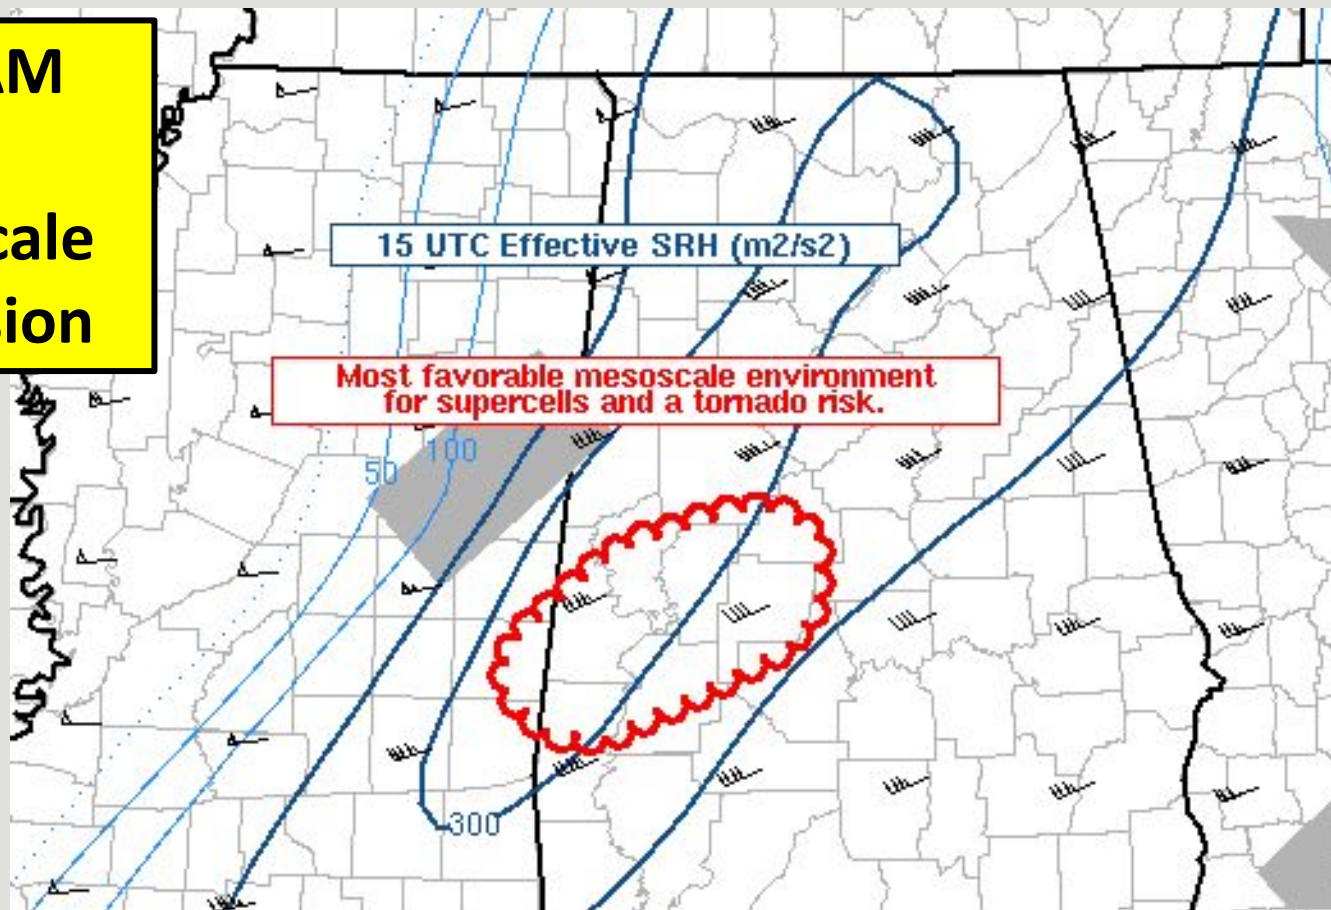 AM
cale
sion
15 UTC Effective SRH (m2/s2)
Most favorable mesoscale environment
for supercells and a tornado risk.
50
100
300